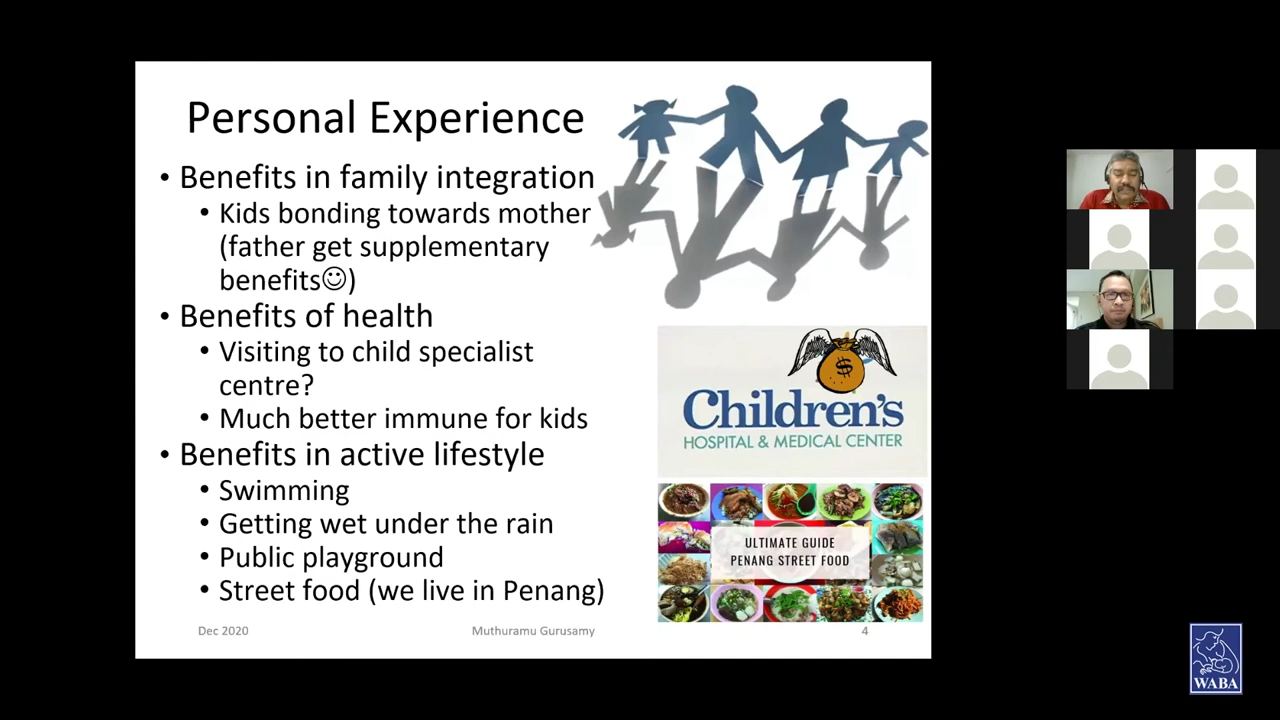 Personal Experience
• Benefits in family integration
• Kids bonding towards mother
(father get supplementary
benefits☺)
• Benefits of health
• Visiting to child specialist
centre?
• Much better immune for kids
• Benefits in active lifestyle
• Swimming
• Getting wet under the rain
• Public playground
• Street food (we live in Penang)
$
Children's
HOSPITAL & MEDICAL CENTER
ULTIMATE GUIDE
PENANG STREET FOOD
Dec 2020
Muthuramu Gurusamy
4
WABA